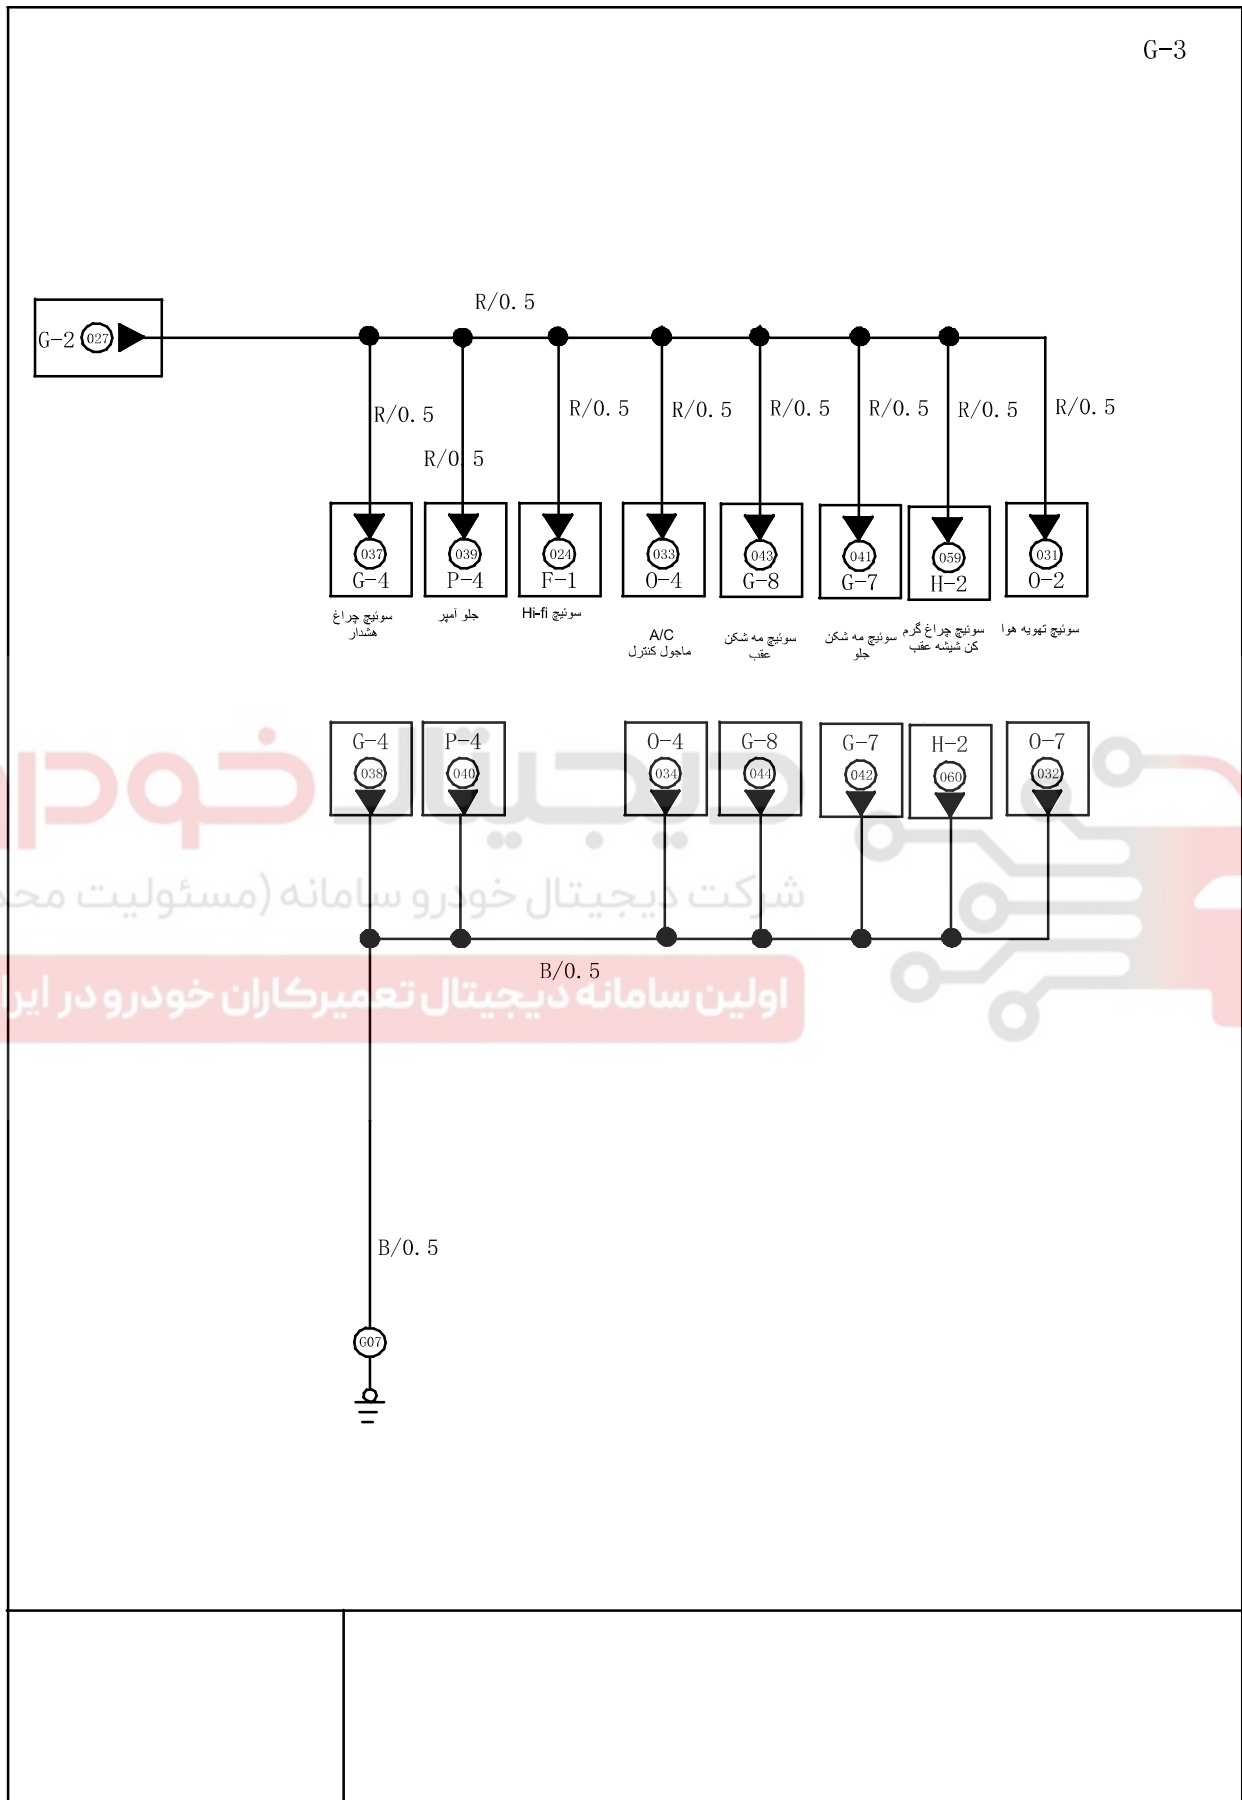 G-3
R/0.5
G-2 027
R/0.5 R/0.5 R/0.5 R/0.5 R/0.5 R/0.5 R/0.5
R/0.5
037 039 024 033 043 041 059 031
G-4 P-4 F-1 O-4 G-8 G-7 H-2 O-2
سوئیچ چراغ
هشدار
جلو آمپر
سوئیچ Hi-fi
A/C
ماجول کنترل
سوئیچ مه شکن
عقب
سوئیچ مه شکن
جلو
سوئیچ چراغ گرم
کن شیشه عقب
سوئیچ تهویه هوا
G-4 P-4 O-4 G-8 G-7 H-2 O-7
038 040 034 044 042 060 032
دیجیتال خودر
شرکت دیجیتال خودرو سامانه (مسئولیت محد
B/0.5
اولین سامانه دیجیتال تعمیرکاران خودرو در ایرا
B/0.5
G07